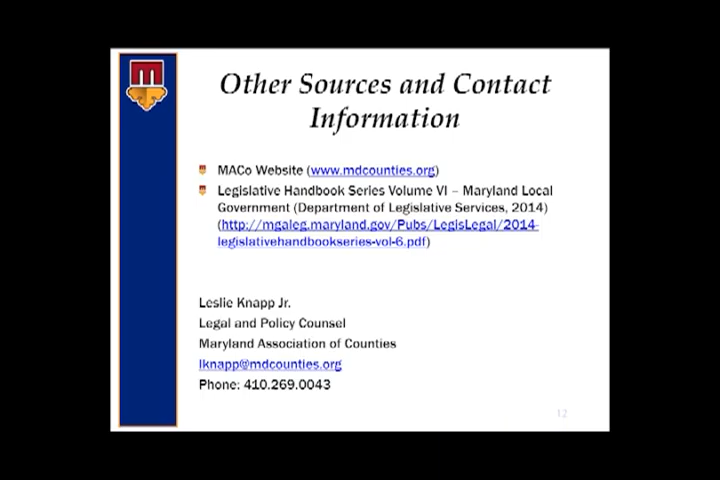 M
Other Sources and Contact
Information
MACo Website (www.mdcounties.org)
Legislative Handbook Series Volume VI – Maryland Local
Government (Department of Legislative Services, 2014)
(http://mgaleg.maryland.gov/Pubs/LegisLegal/2014-
legislativehandbookseries-vol-6.pdf)
Leslie Knapp Jr.
Legal and Policy Counsel
Maryland Association of Counties
lknapp@mdcounties.org
Phone: 410.269.0043
12